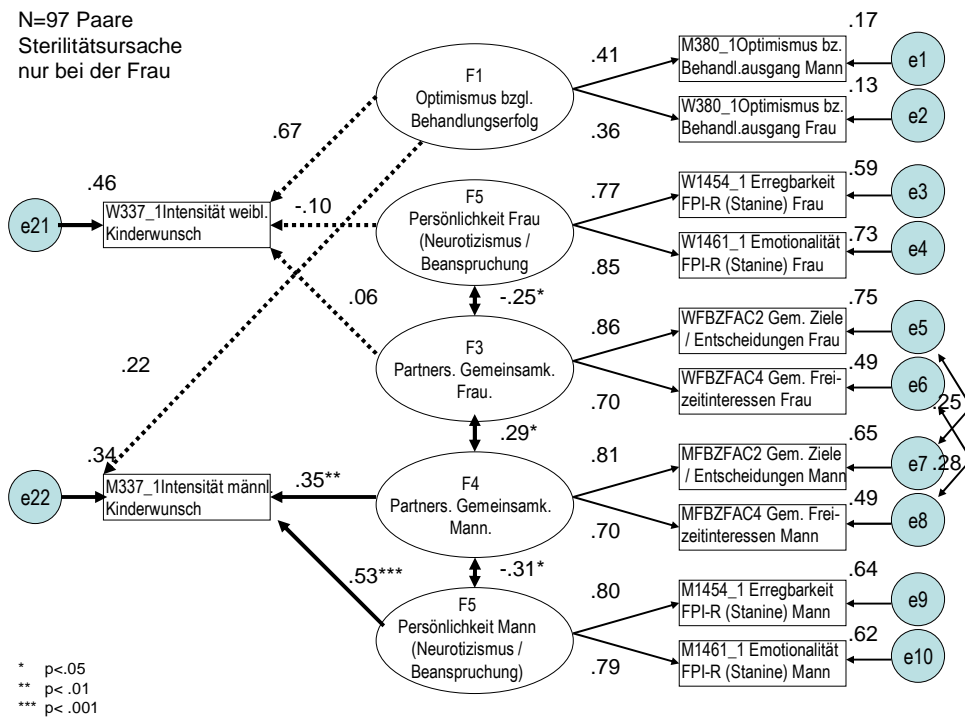 N=97 Paare
Sterilitätsursache
nur bei der Frau
F1
Optimismus bzgl.
Behandlungserfolg
.41
.36
M380_1Optimismus bz.
Behandl.ausgang Mann
.17
e1
W380_1Optimismus bz.
Behandl.ausgang Frau
.13
e2
.67
.46
e21
W337_1Intensität weibl.
Kinderwunsch
-.10
F5
Persönlichkeit Frau
(Neurotizismus /
Beanspruchung
.77
.85
W1454_1 Erregbarkeit
FPI-R (Stanine) Frau
.59
e3
W1461_1 Emotionalität
FPI-R (Stanine) Frau
.73
e4
-.25*
.06
F3
Partners. Gemeinsamk.
Frau.
.86
.70
WFBZFAC2 Gem. Ziele
/ Entscheidungen Frau
.75
e5
WFBZFAC4 Gem. Frei-
zeitinteressen Frau
.49
e6
.25
.22
.29*
.34
e22
M337_1Intensität männl.
Kinderwunsch
.35**
F4
Partners. Gemeinsamk.
Mann.
.81
.70
MFBZFAC2 Gem. Ziele
/ Entscheidungen Mann
.65
e7
.28
MFBZFAC4 Gem. Frei-
zeitinteressen Mann
.49
e8
-.31*
.53***
F5
Persönlichkeit Mann
(Neurotizismus /
Beanspruchung)
.80
.79
M1454_1 Erregbarkeit
FPI-R (Stanine) Mann
.64
e9
M1461_1 Emotionalität
FPI-R (Stanine) Mann
.62
e10
* p<.05
** p< .01
*** p< .001